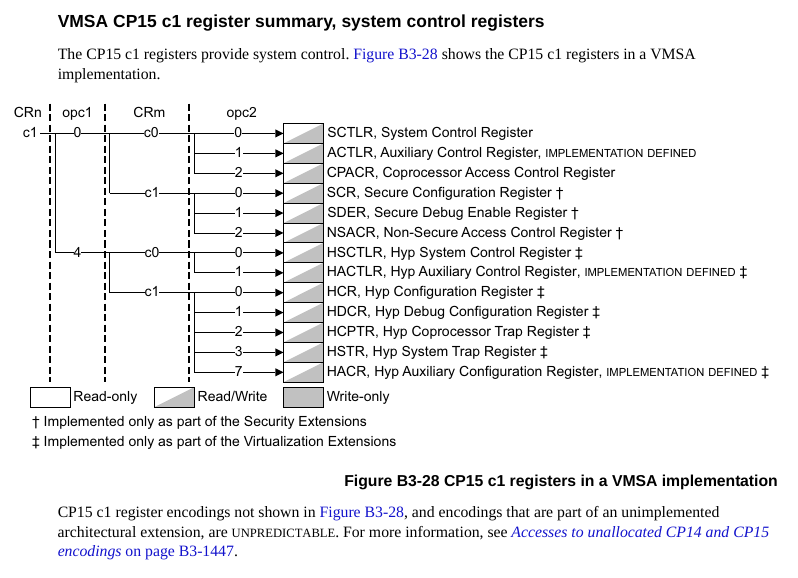 VMSA CP15 c1 register summary, system control registers
The CP15 c1 registers provide system control. Figure B3-28 shows the CP15 c1 registers in a VMSA
implementation.
CRn opc1 CRm opc2
c1 0 c0 0 SCTLR, System Control Register
1 ACTLR, Auxiliary Control Register, IMPLEMENTATION DEFINED
2 CPACR, Coprocessor Access Control Register
c1 0 SCR, Secure Configuration Register †
1 SDER, Secure Debug Enable Register †
2 NSACR, Non-Secure Access Control Register †
4 c0 0 HSCTLR, Hyp System Control Register ‡
1 HACTLR, Hyp Auxiliary Control Register, IMPLEMENTATION DEFINED ‡
c1 0 HCR, Hyp Configuration Register ‡
1 HDCR, Hyp Debug Configuration Register ‡
2 HCPTR, Hyp Coprocessor Trap Register ‡
3 HSTR, Hyp System Trap Register ‡
7 HACR, Hyp Auxiliary Configuration Register, IMPLEMENTATION DEFINED ‡
Read-only Read/Write Write-only
† Implemented only as part of the Security Extensions
‡ Implemented only as part of the Virtualization Extensions
Figure B3-28 CP15 c1 registers in a VMSA implementation
CP15 c1 register encodings not shown in Figure B3-28, and encodings that are part of an unimplemented
architectural extension, are UNPREDICTABLE. For more information, see Accesses to unallocated CP14 and CP15
encodings on page B3-1447.